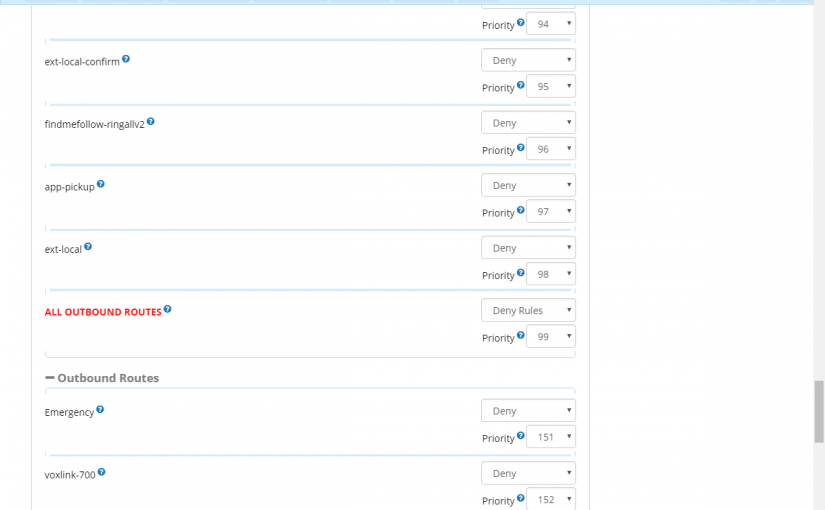 Priority 94
ext-local-confirm Deny
Priority 95
findmefollow-ringallv2 Deny
Priority 96
app-pickup Deny
Priority 97
ext-local Deny
Priority 98
ALL OUTBOUND ROUTES Deny Rules
Priority 99
Outbound Routes
Emergency Deny
Priority 151
voxlink-700 Deny
Priority 152